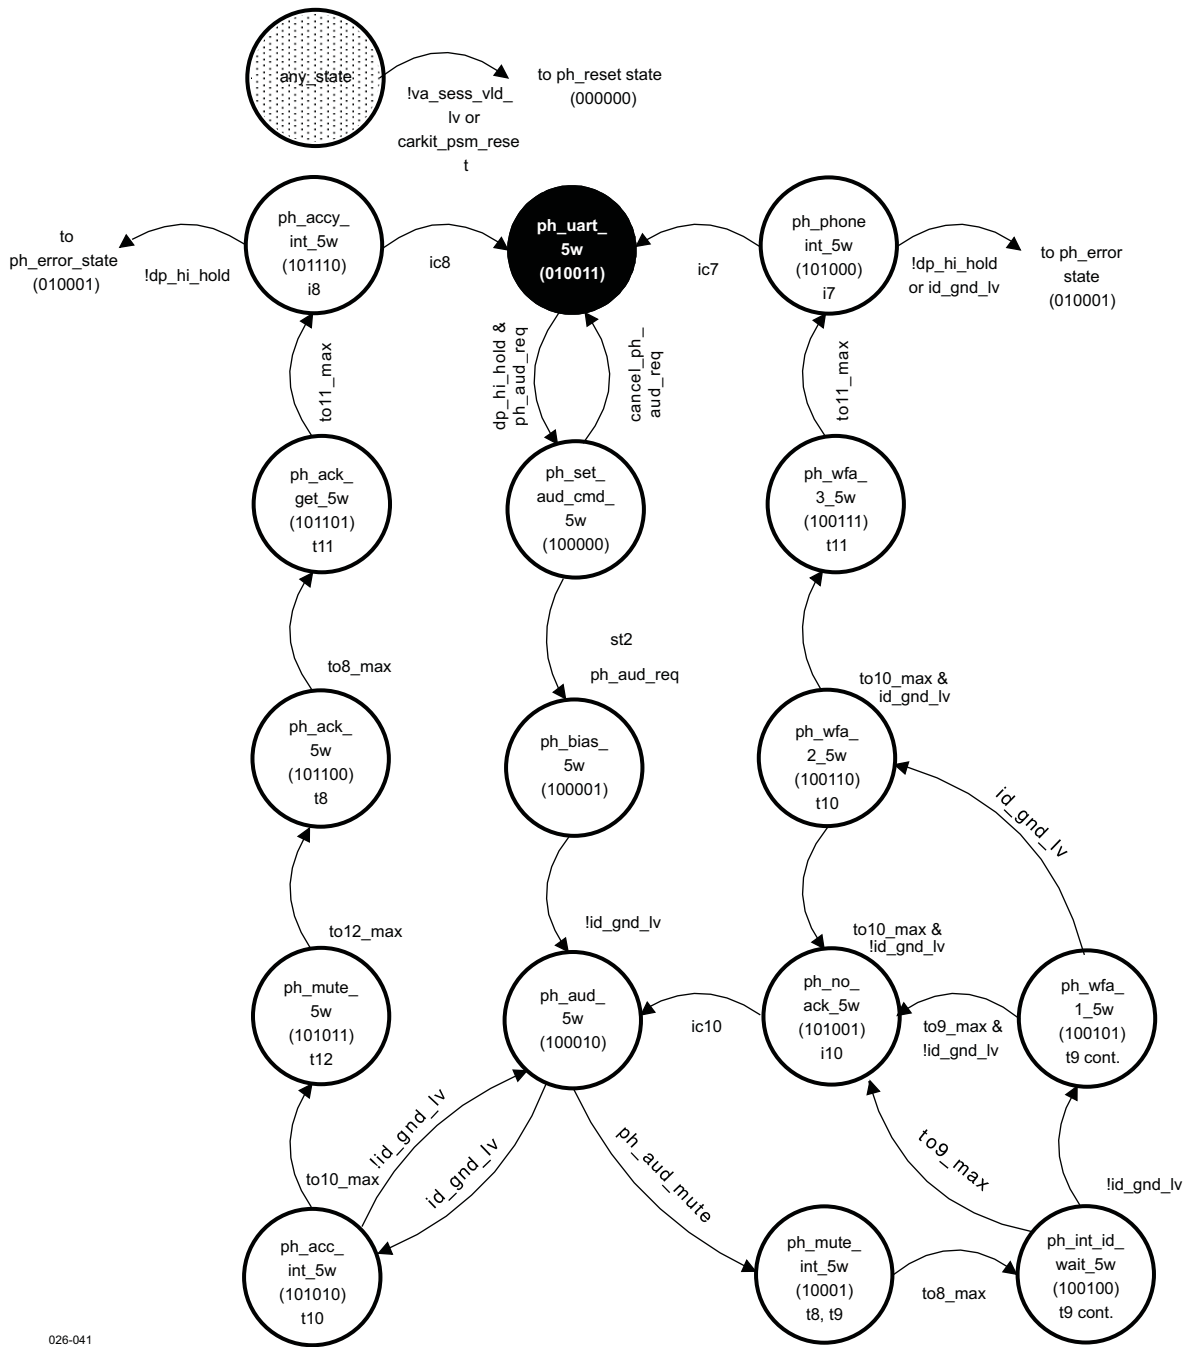 any_state
!va_sess_vld_
lv or
carkit_psm_rese
t
to ph_reset state
(000000)
to
ph_error_state
(010001)
!dp_hi_hold
ph_accy_
int_5w
(101110)
i8
ic8
ph_uart_
5w
(010011)
ic7
ph_phone
int_5w
(101000)
i7
!dp_hi_hold
or id_gnd_lv
to ph_error
state
(010001)
to11_max
dp_hi_hold &
ph_aud_req
cancel_ph_
aud_req
to11_max
ph_ack_
get_5w
(101101)
t11
ph_set_
aud_cmd_
5w
(100000)
ph_wfa_
3_5w
(100111)
t11
to8_max
st2
ph_aud_req
to10_max &
id_gnd_lv
ph_ack_
5w
(101100)
t8
ph_bias_
5w
(100001)
ph_wfa_
2_5w
(100110)
t10
id_gnd_lv
to12_max
!id_gnd_lv
to10_max &
!id_gnd_lv
ph_mute_
5w
(101011)
t12
ph_aud_
5w
(100010)
ic10
ph_no_
ack_5w
(101001)
i10
to9_max &
!id_gnd_lv
ph_wfa_
1_5w
(100101)
t9 cont.
to10_max
!id_gnd_lv
id_gnd_lv
ph_aud_mute
to9_max
!id_gnd_lv
ph_acc_
int_5w
(101010)
t10
ph_mute_
int_5w
(10001)
t8, t9
to8_max
ph_int_id_
wait_5w
(100100)
t9 cont.
026-041